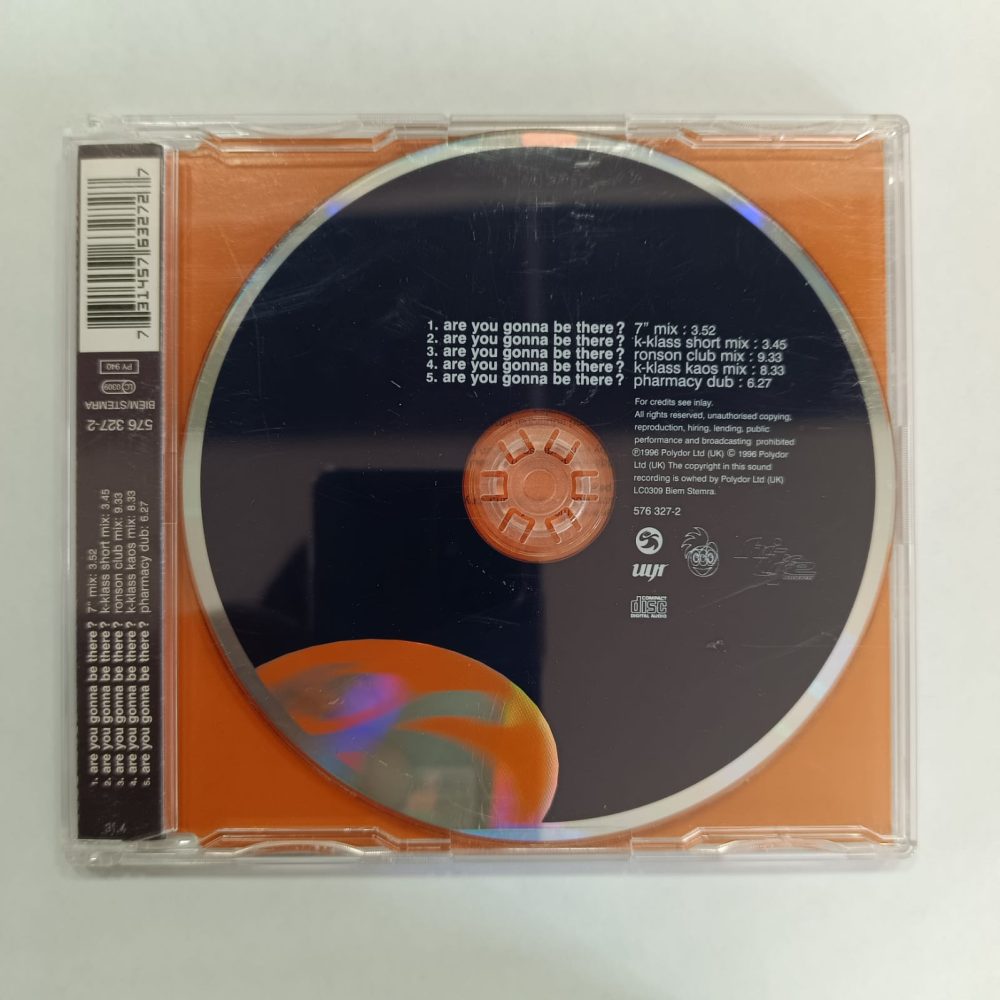 7 31457 63272 7
PY 940
LC 0309
BIEM/STEMRA
576 327-2
1. are you gonna be there? 7" mix: 3.52
2. are you gonna be there? k-klass short mix: 3.45
3. are you gonna be there? ronson club mix: 9.33
4. are you gonna be there? k-klass kaos mix: 8.33
5. are you gonna be there? pharmacy dub: 6.27
1. are you gonna be there? 7" mix : 3.52
2. are you gonna be there? k-klass short mix : 3.45
3. are you gonna be there? ronson club mix : 9.33
4. are you gonna be there? k-klass kaos mix : 8.33
5. are you gonna be there? pharmacy dub : 6.27
For credits see inlay.
All rights reserved, unauthorised copying,
reproduction, hiring, lending, public
performance and broadcasting prohibited
℗1996 Polydor Ltd (UK) © 1996 Polydor
Ltd (UK) The copyright in this sound
recording is owned by Polydor Ltd (UK)
LC0309 Biem Stemra.
576 327-2
uyr
COMPACT
disc
DIGITAL AUDIO